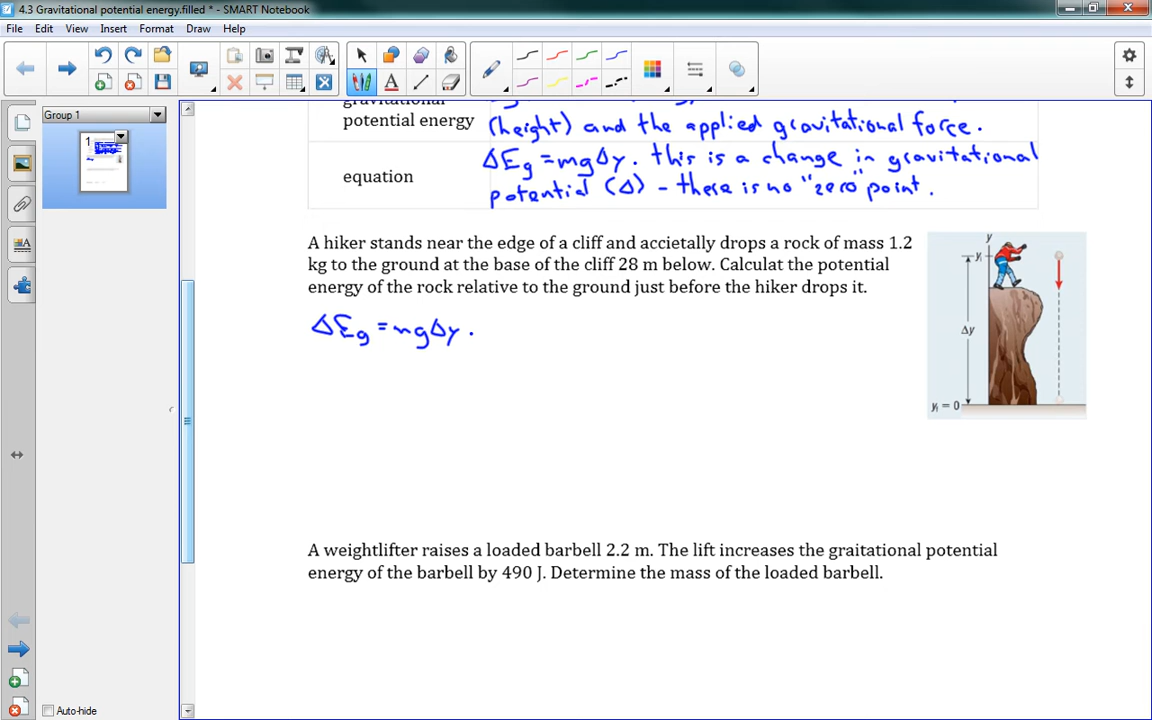 4.3 Gravitational potential energy.filled * - SMART Notebook
File Edit View Insert Format Draw Help
Group 1
1
gravitational
potential energy
(height) and the applied gravitational force.
equation
ΔEg = mgΔy. this is a change in gravitational
potential (Δ) - there is no "zero" point.
A hiker stands near the edge of a cliff and accietally drops a rock of mass 1.2
kg to the ground at the base of the cliff 28 m below. Calculat the potential
energy of the rock relative to the ground just before the hiker drops it.
ΔEg = mgΔy.
y
yi
Δy
yi = 0
A weightlifter raises a loaded barbell 2.2 m. The lift increases the graitational potential
energy of the barbell by 490 J. Determine the mass of the loaded barbell.
Auto-hide